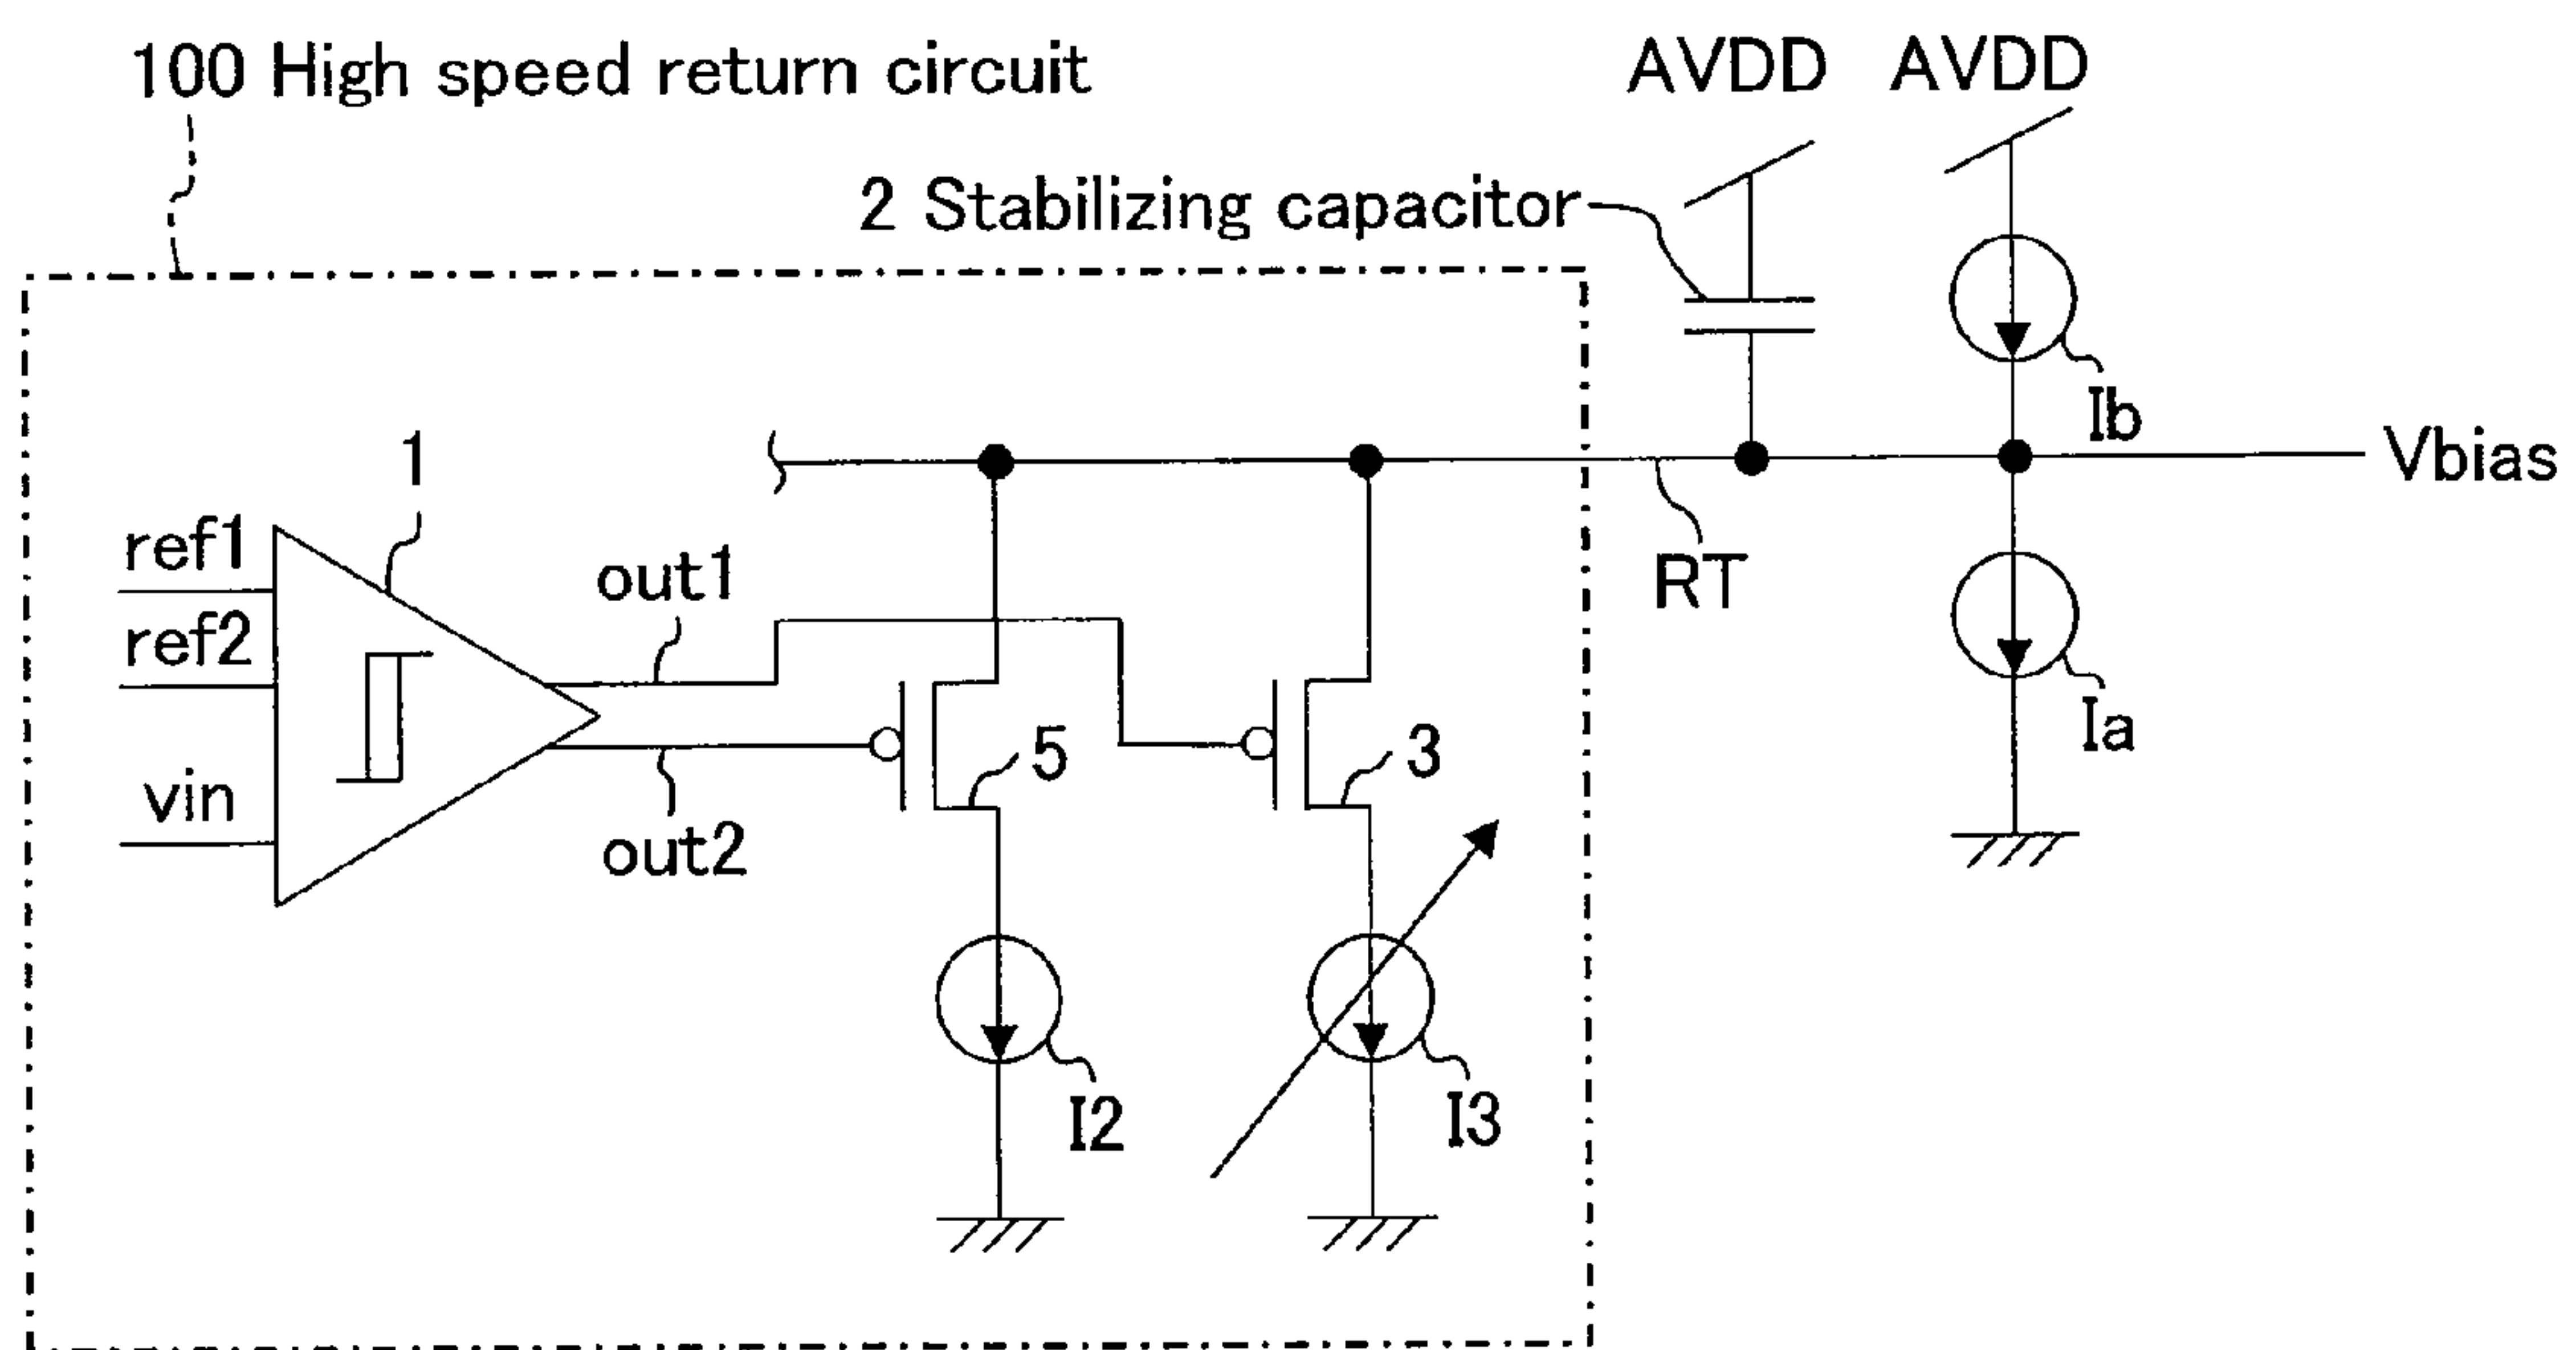 100 High speed return circuit
AVDD AVDD
2 Stabilizing capacitor
Ib
Vbias
1
ref1
out1
RT
ref2
Ia
vin
5
3
out2
I2
I3